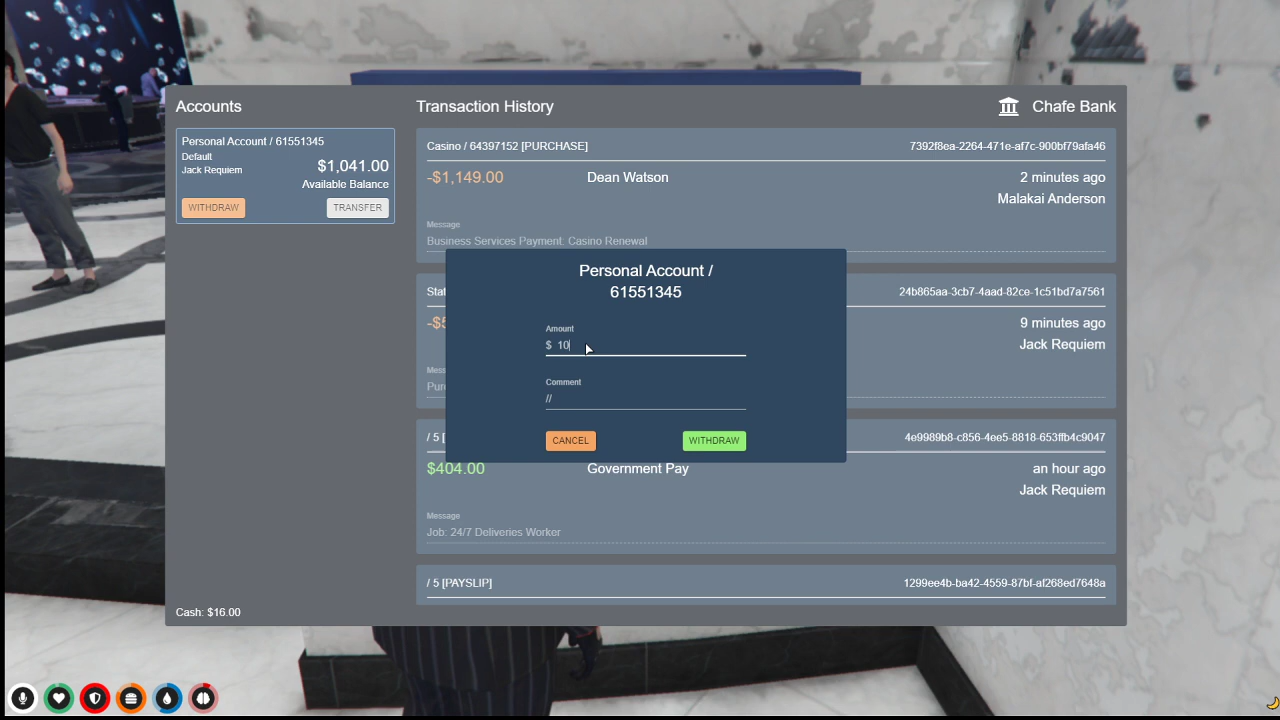 Accounts
Personal Account / 61551345
Default
Jack Requiem
$1,041.00
Available Balance
WITHDRAW
TRANSFER
Cash: $16.00
Transaction History
Chafe Bank
Casino / 64397152 [PURCHASE]
7392f8ea-2264-471e-af7c-900bf79afa46
-$1,149.00
Dean Watson
2 minutes ago
Malakai Anderson
Message
Business Services Payment: Casino Renewal
24b865aa-3cb7-4aad-82ce-1c51bd7a7561
9 minutes ago
Jack Requiem
Personal Account /
61551345
Amount
$ 10
Comment
//
CANCEL
WITHDRAW
/ 5 [
4e9989b8-c856-4ee5-8818-653ffb4c9047
$404.00
Government Pay
an hour ago
Jack Requiem
Message
Job: 24/7 Deliveries Worker
/ 5 [PAYSLIP]
1299ee4b-ba42-4559-87bf-af268ed7648a